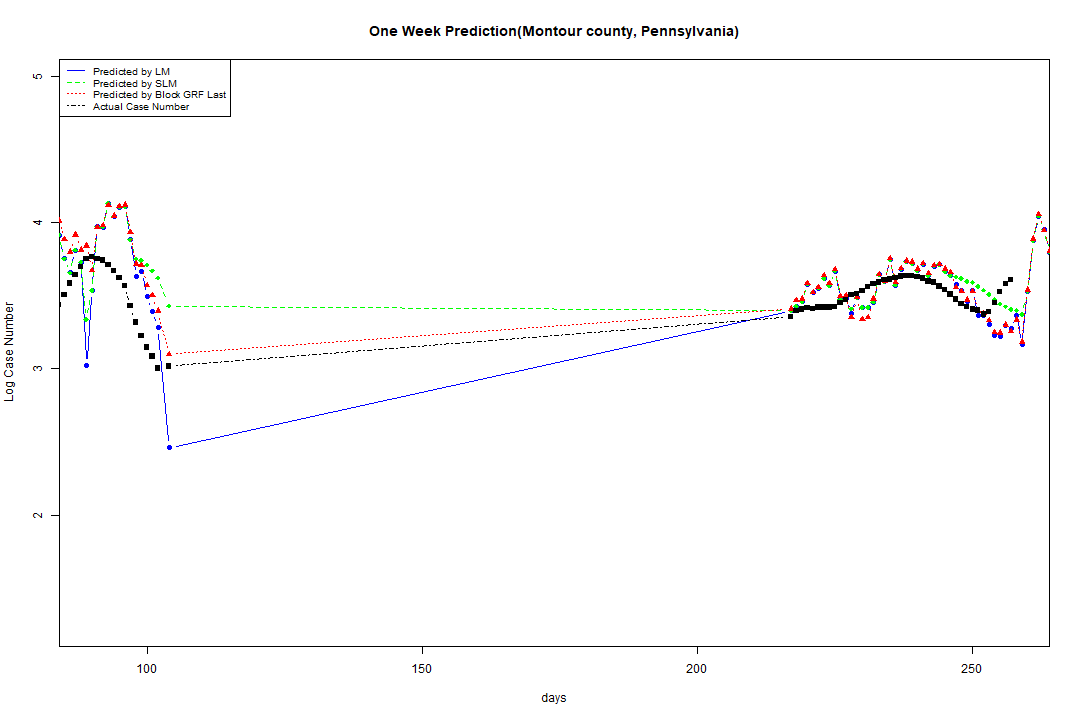 One Week Prediction(Montour county, Pennsylvania)
Predicted by LM
Predicted by SLM
Predicted by Block GRF Last
Actual Case Number
5
4
3
2
Log Case Number
100
150
200
250
days